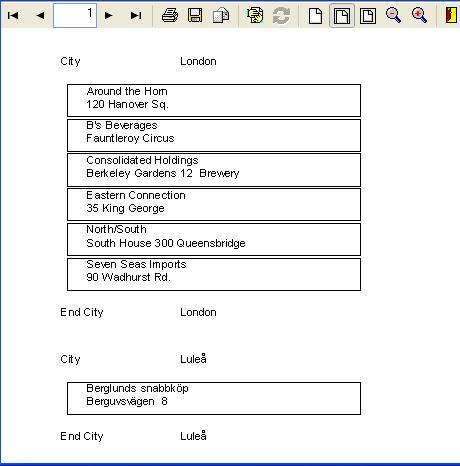 1
City London
Around the Horn
120 Hanover Sq.
B's Beverages
Fauntleroy Circus
Consolidated Holdings
Berkeley Gardens 12 Brewery
Eastern Connection
35 King George
North/South
South House 300 Queensbridge
Seven Seas Imports
90 Wadhurst Rd.
End City London
City Luleå
Berglunds snabbköp
Berguvsvägen 8
End City Luleå